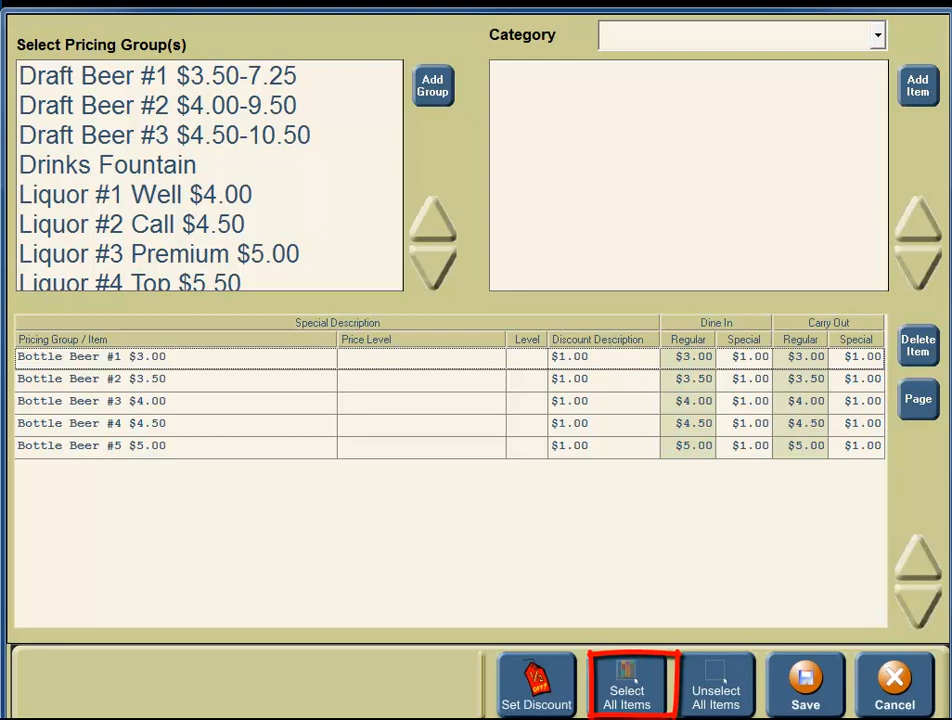 Select Pricing Group(s)
Category
Draft Beer #1 $3.50-7.25
Draft Beer #2 $4.00-9.50
Draft Beer #3 $4.50-10.50
Drinks Fountain
Liquor #1 Well $4.00
Liquor #2 Call $4.50
Liquor #3 Premium $5.00
Liquor #4 Top $5.50
Add
Group
Add
Item
Special Description Dine In Carry Out
Pricing Group / Item Price Level Level Discount Description Regular Special Regular Special
Bottle Beer #1 $3.00 $1.00 $3.00 $1.00 $3.00 $1.00
Bottle Beer #2 $3.50 $1.00 $3.50 $1.00 $3.50 $1.00
Bottle Beer #3 $4.00 $1.00 $4.00 $1.00 $4.00 $1.00
Bottle Beer #4 $4.50 $1.00 $4.50 $1.00 $4.50 $1.00
Bottle Beer #5 $5.00 $1.00 $5.00 $1.00 $5.00 $1.00
Delete
Item
Page
Set Discount
Select
All Items
Unselect
All Items
Save
Cancel